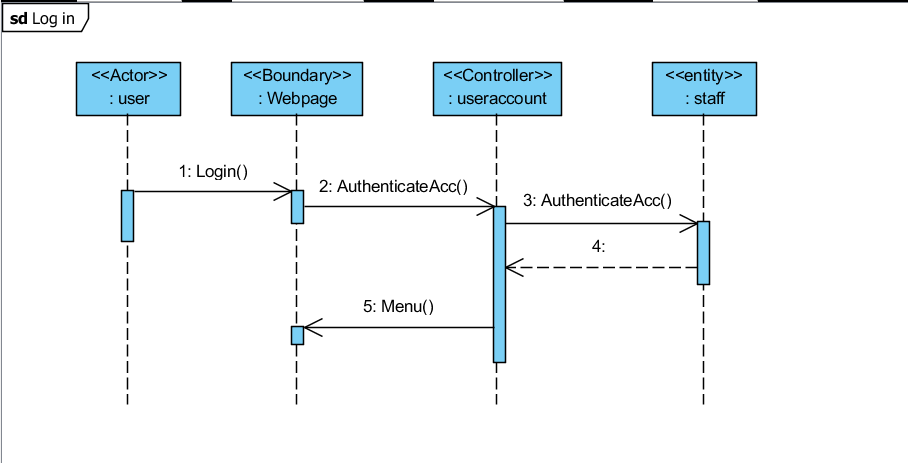 sd Log in
<<Actor>>
: user
<<Boundary>>
: Webpage
<<Controller>>
: useraccount
<<entity>>
: staff
1: Login()
2: AuthenticateAcc()
3: AuthenticateAcc()
4:
5: Menu()